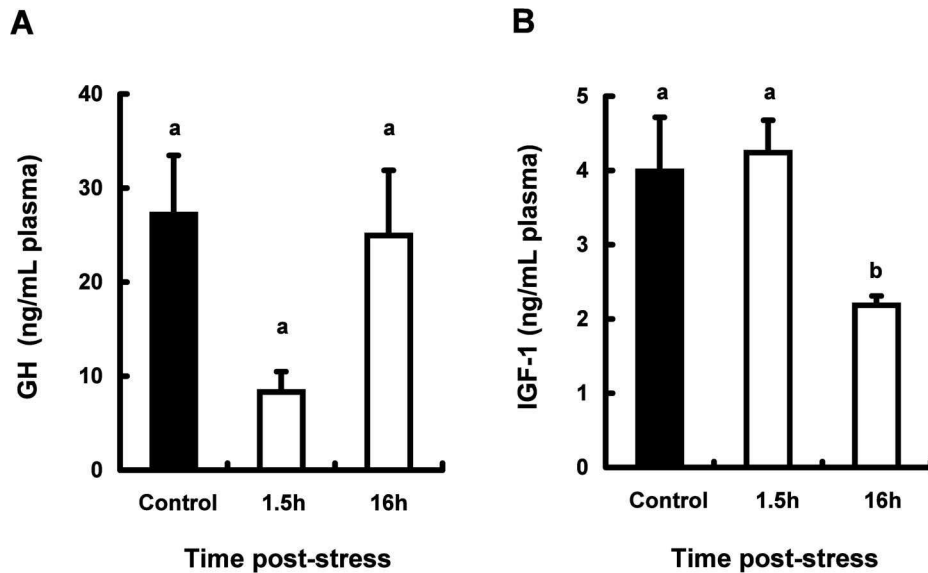 A
GH (ng/mL plasma)
40
30
20
10
0
a
a
a
Control
1.5h
16h
Time post-stress
B
IGF-1 (ng/mL plasma)
5
4
3
2
1
0
a
a
b
Control
1.5h
16h
Time post-stress